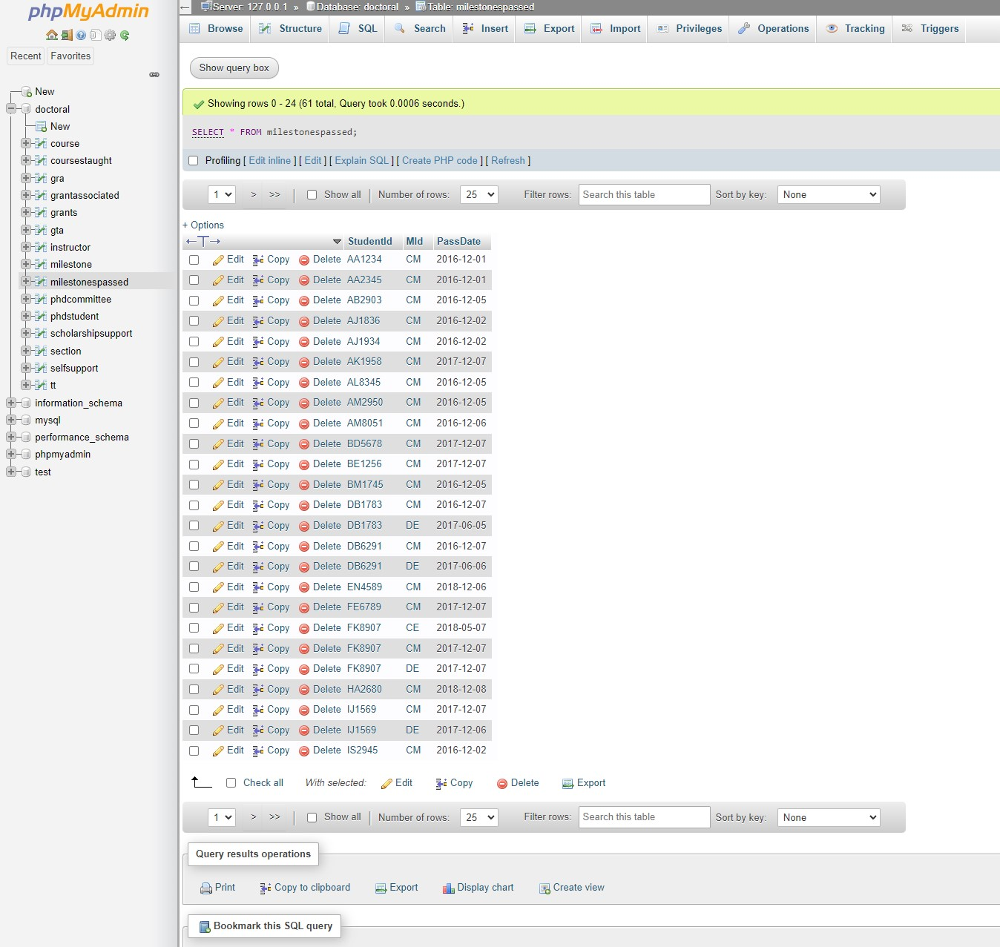 phpMyAdmin
Recent Favorites
New
doctoral
New
course
coursestaught
gra
grantassociated
grants
gta
instructor
milestone
milestonespassed
phdcommittee
phdstudent
scholarshipsupport
section
selfsupport
tt
information_schema
mysql
performance_schema
phpmyadmin
test
Server: 127.0.0.1 » Database: doctoral » Table: milestonespassed
Browse Structure SQL Search Insert Export Import Privileges Operations Tracking Triggers
Show query box
Showing rows 0 - 24 (61 total, Query took 0.0006 seconds.)
SELECT * FROM milestonespassed;
Profiling [ Edit inline ] [ Edit ] [ Explain SQL ] [ Create PHP code ] [ Refresh ]
1 > >> | Show all | Number of rows: 25 Filter rows: Search this table Sort by key: None
+ Options
←T→ StudentId MId PassDate
Edit Copy Delete AA1234 CM 2016-12-01
Edit Copy Delete AA2345 CM 2016-12-01
Edit Copy Delete AB2903 CM 2016-12-05
Edit Copy Delete AJ1836 CM 2016-12-02
Edit Copy Delete AJ1934 CM 2016-12-02
Edit Copy Delete AK1958 CM 2017-12-07
Edit Copy Delete AL8345 CM 2016-12-05
Edit Copy Delete AM2950 CM 2016-12-05
Edit Copy Delete AM8051 CM 2016-12-06
Edit Copy Delete BD5678 CM 2017-12-07
Edit Copy Delete BE1256 CM 2017-12-07
Edit Copy Delete BM1745 CM 2016-12-05
Edit Copy Delete DB1783 CM 2016-12-07
Edit Copy Delete DB1783 DE 2017-06-05
Edit Copy Delete DB6291 CM 2016-12-07
Edit Copy Delete DB6291 DE 2017-06-06
Edit Copy Delete EN4589 CM 2018-12-06
Edit Copy Delete FE6789 CM 2017-12-07
Edit Copy Delete FK8907 CE 2018-05-07
Edit Copy Delete FK8907 CM 2017-12-07
Edit Copy Delete FK8907 DE 2017-12-07
Edit Copy Delete HA2680 CM 2018-12-08
Edit Copy Delete IJ1569 CM 2017-12-07
Edit Copy Delete IJ1569 DE 2017-12-06
Edit Copy Delete IS2945 CM 2016-12-02
Check all With selected: Edit Copy Delete Export
1 > >> | Show all | Number of rows: 25 Filter rows: Search this table Sort by key: None
Query results operations
Print Copy to clipboard Export Display chart Create view
Bookmark this SQL query